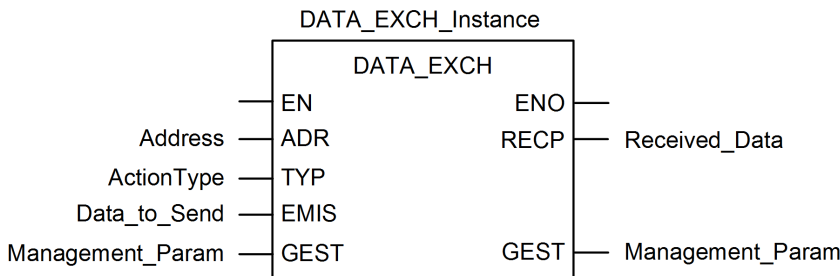 DATA_EXCH_Instance
DATA_EXCH
EN ENO
Address ADR RECP Received_Data
ActionType TYP
Data_to_Send EMIS
Management_Param GEST GEST Management_Param